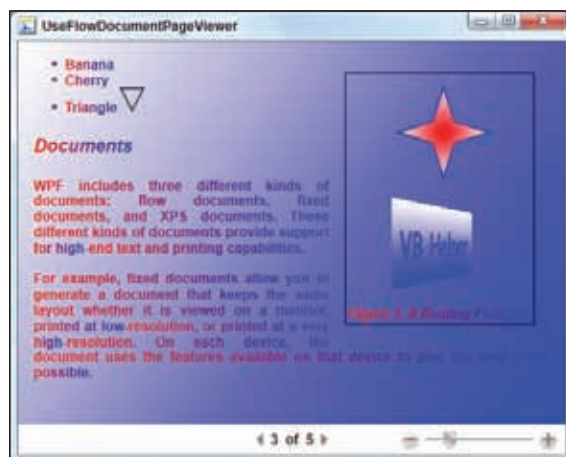 UseFlowDocumentPageViewer
• Banana
• Cherry
• Triangle
Documents
WPF includes three different kinds of
documents: flow documents, fixed
documents, and XPS documents. These
different kinds of documents provide support
for high-end text and printing capabilities.
For example, fixed documents allow you to
generate a document that keeps the same
layout whether it is viewed on a monitor,
printed at low-resolution, or printed at a very
high-resolution. On each device, the
document uses the features available on that device to give the best
possible.
VB Helper
Figure 1. A Floating
3 of 5